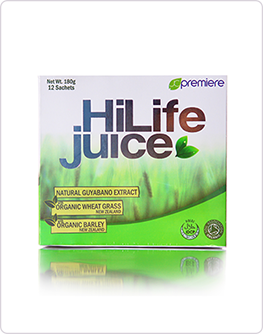 premiere
Net Wt. 180g
12 Sachets
HiLife
juice
NATURAL GUYABANO EXTRACT
ORGANIC WHEAT GRASS
NEW ZEALAND
ORGANIC BARLEY
NEW ZEALAND